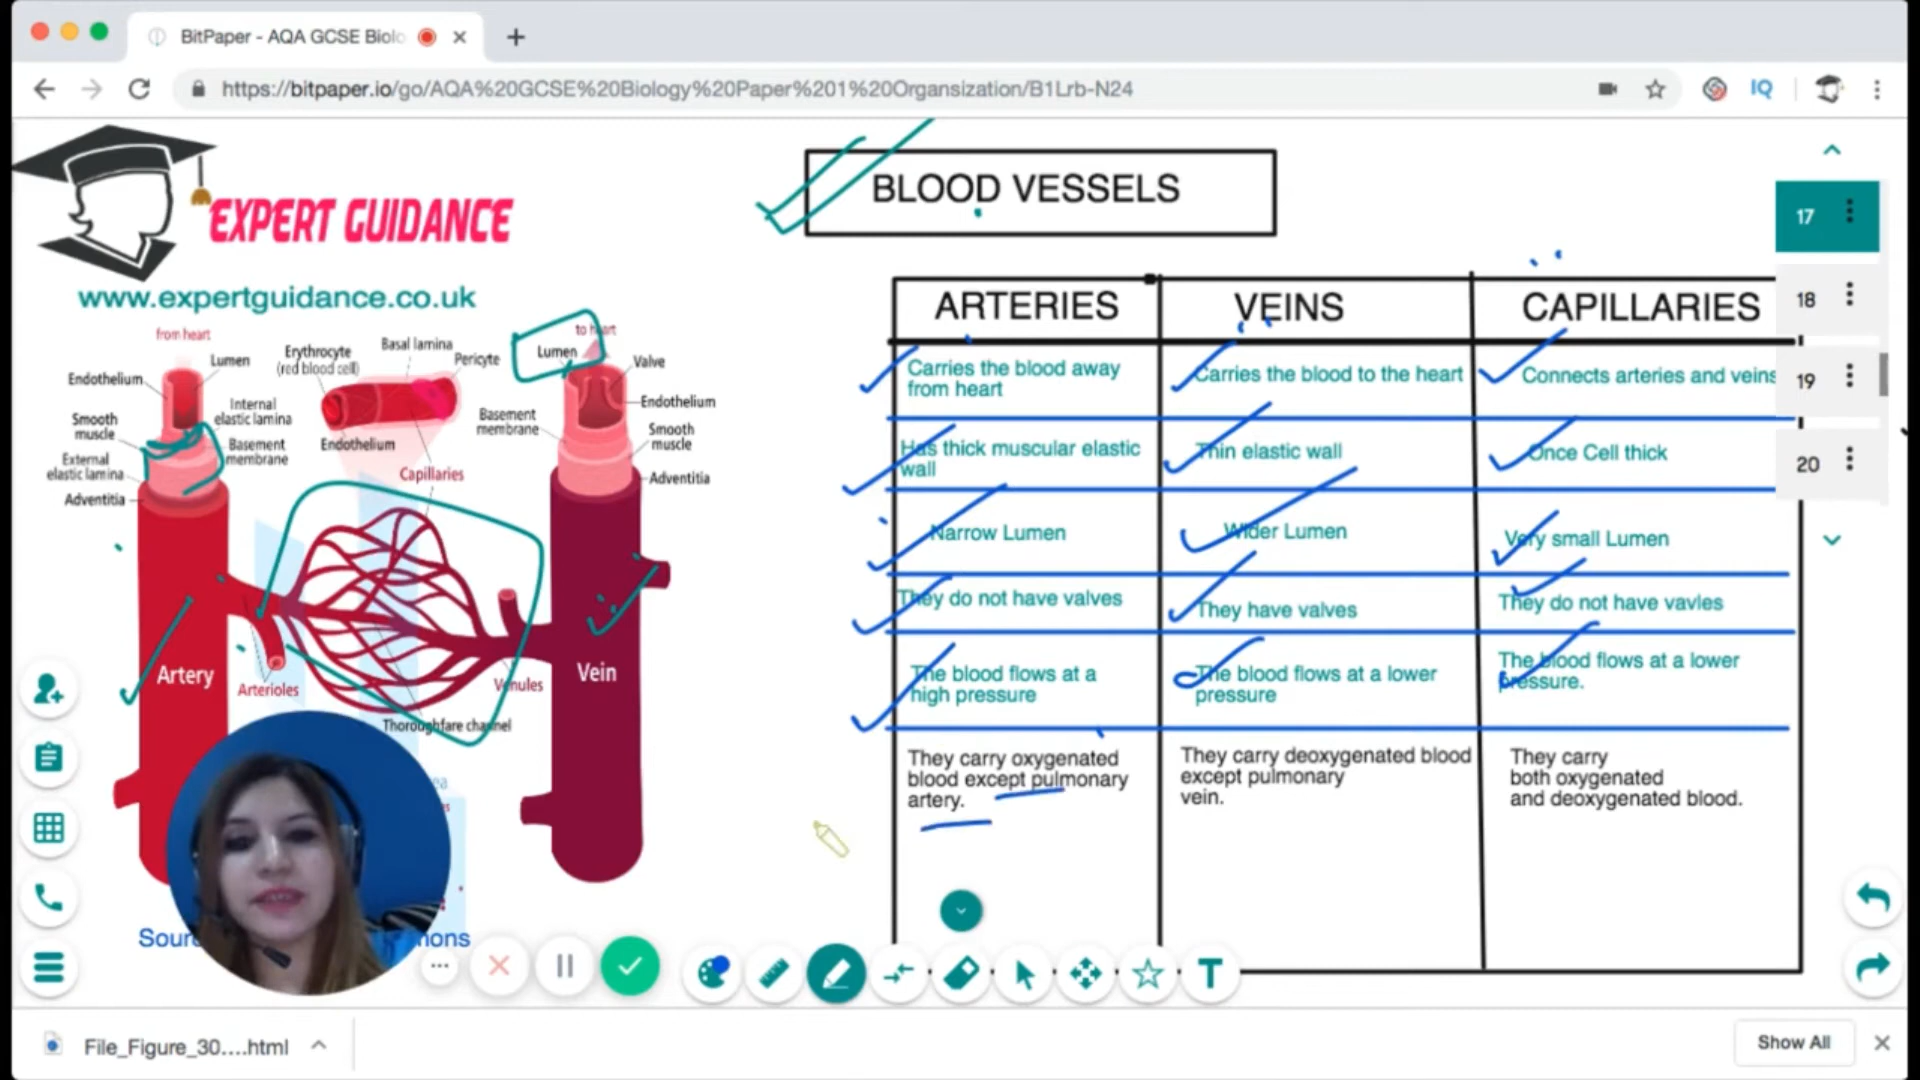 BitPaper - AQA GCSE Biolo
https://bitpaper.io/go/AQA%20GCSE%20Biology%20Paper%201%20Organsization/B1Lrb-N24
IQ
EXPERT GUIDANCE
www.expertguidance.co.uk
BLOOD VESSELS
17
18
19
20
from heart
Lumen
Endothelium
Smooth
muscle
External
elastic lamina
Adventitia
Internal
elastic lamina
Basement
membrane
Erythrocyte
(red blood cell)
Basal lamina
Pericyte
Endothelium
Capillaries
to heart
Lumen
Valve
Endothelium
Basement
membrane
Smooth
muscle
Adventitia
Artery
Arterioles
Venules
Thoroughfare channel
Vein
ARTERIES
Carries the blood away
from heart
Has thick muscular elastic
wall
Narrow Lumen
They do not have valves
The blood flows at a
high pressure
They carry oxygenated
blood except pulmonary
artery.
VEINS
Carries the blood to the heart
Thin elastic wall
Wider Lumen
They have valves
The blood flows at a lower
pressure
They carry deoxygenated blood
except pulmonary
vein.
CAPILLARIES
Connects arteries and veins
Once Cell thick
Very small Lumen
They do not have vavles
The blood flows at a lower
pressure.
They carry
both oxygenated
and deoxygenated blood.
T
File_Figure_30....html
Show All